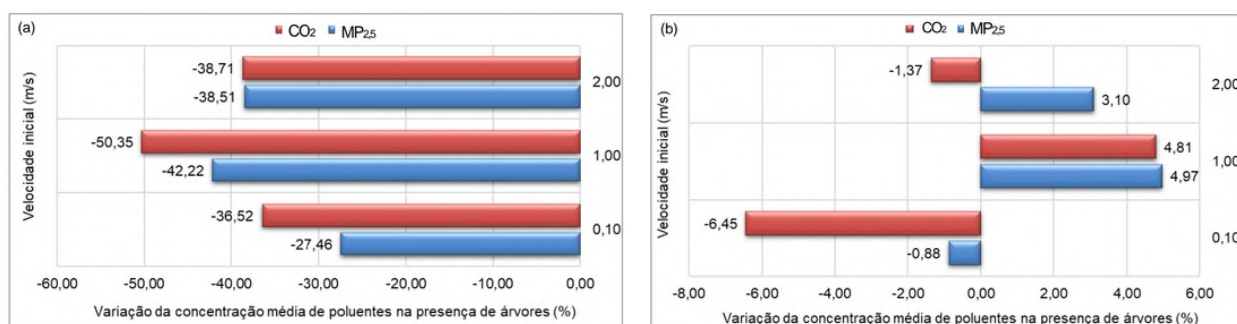 (a)
CO₂ MP₂,₅
Velocidade inicial (m/s)
-38,71
-38,51
2,00
-50,35
-42,22
1,00
-36,52
-27,46
0,10
-60,00 -50,00 -40,00 -30,00 -20,00 -10,00 0,00
Variação da concentração média de poluentes na presença de árvores (%)
(b)
CO₂ MP₂,₅
Velocidade inicial (m/s)
-1,37
3,10
2,00
4,81
4,97
1,00
-6,45
-0,88
0,10
-8,00 -6,00 -4,00 -2,00 0,00 2,00 4,00 6,00
Variação da concentração média de poluentes na presença de árvores (%)